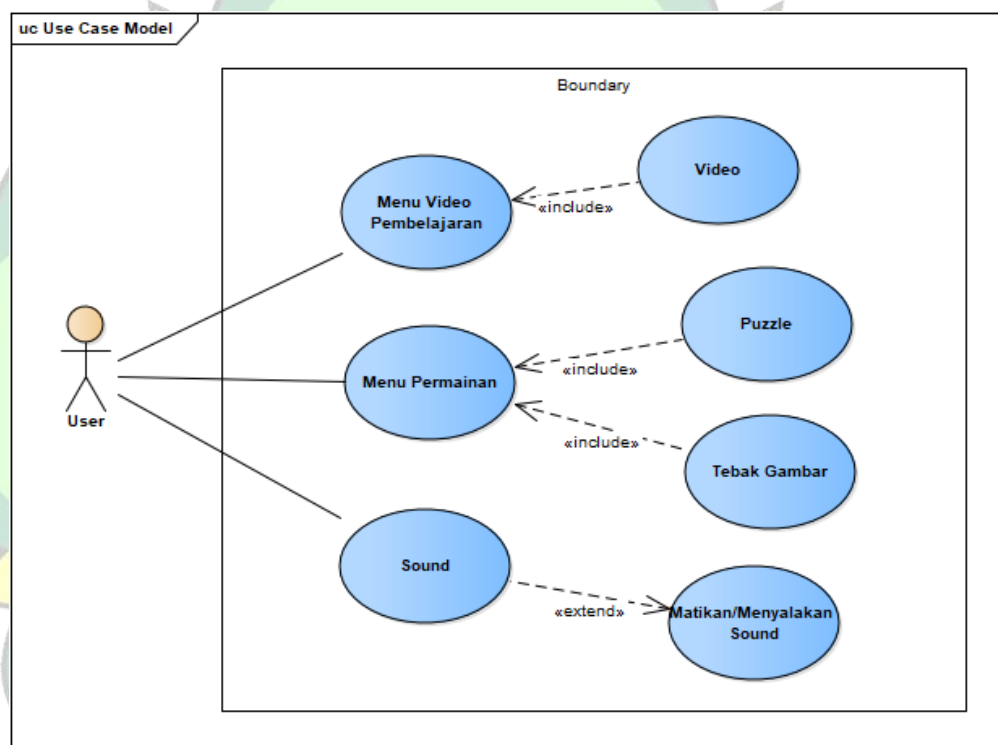 uc Use Case Model
Boundary
Video
Menu Video
Pembelajaran
«include»
Puzzle
Menu Permainan
«include»
User
«include»
Tebak Gambar
Sound
«extend»
Matikan/Menyalakan
Sound